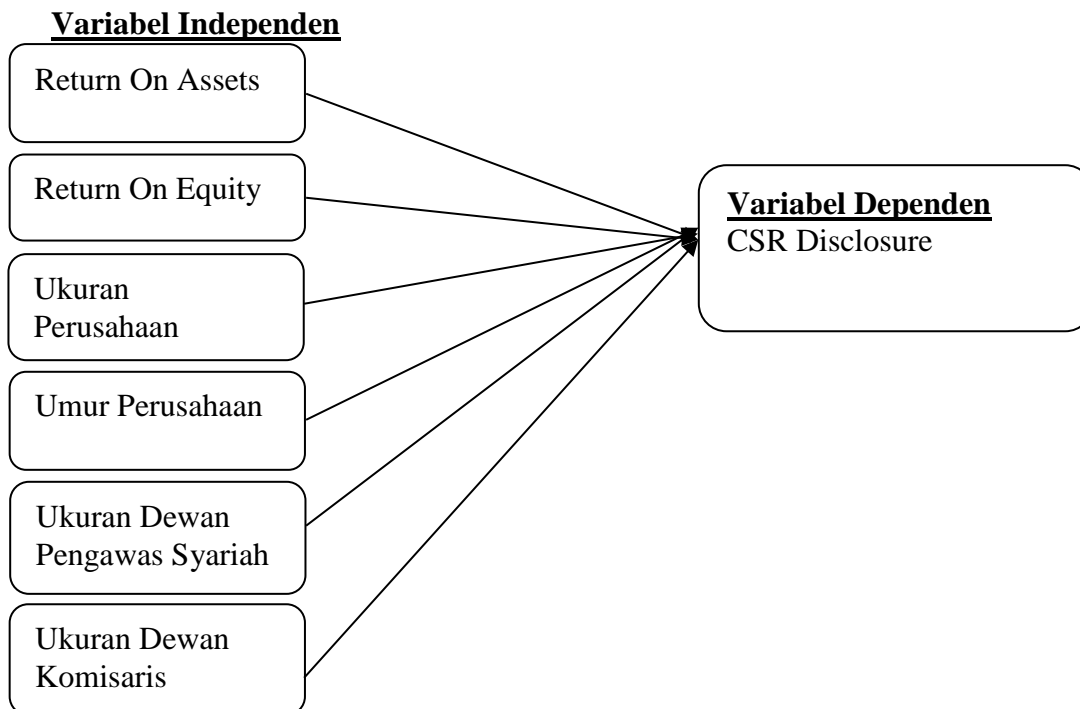 Variabel Independen
Return On Assets
Return On Equity
Ukuran
Perusahaan
Umur Perusahaan
Ukuran Dewan
Pengawas Syariah
Ukuran Dewan
Komisaris
Variabel Dependen
CSR Disclosure